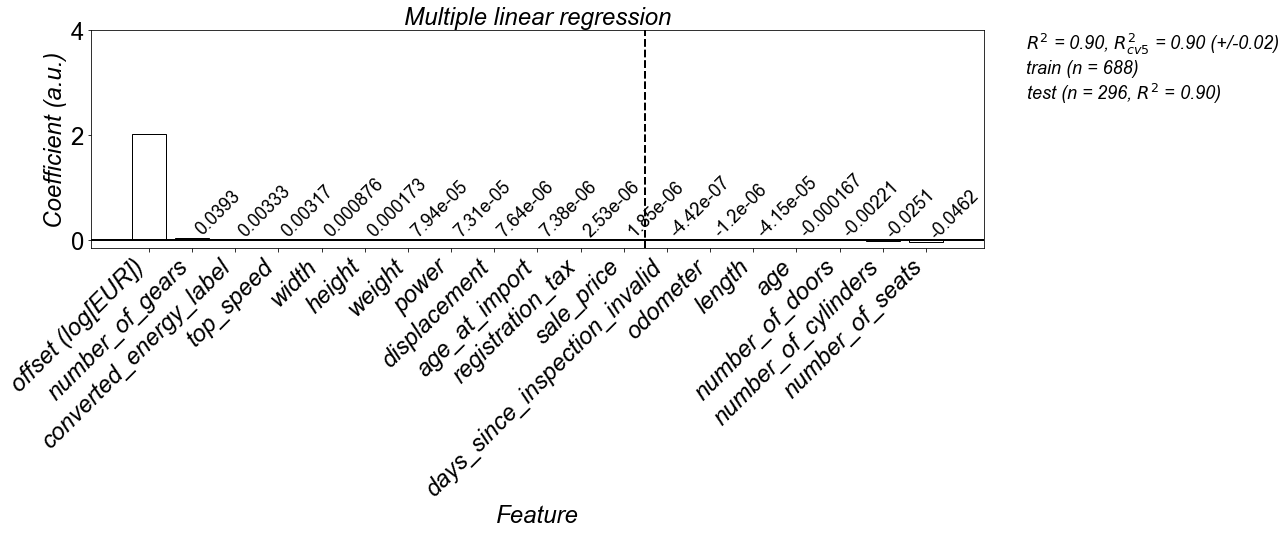 Multiple linear regression
R² = 0.90, R²cv5 = 0.90 (+/-0.02)
train (n = 688)
test (n = 296, R² = 0.90)
Coefficient (a.u.)
4
2
0
0.0393
0.00333
0.00317
0.000876
0.000173
7.94e-05
7.31e-05
7.64e-06
7.38e-06
2.53e-06
1.85e-06
-4.42e-07
-1.2e-06
-4.15e-05
-0.000167
-0.00221
-0.0251
-0.0462
offset (log[EUR])
number_of_gears
converted_energy_label
top_speed
width
height
weight
power
displacement
age_at_import
registration_tax
sale_price
days_since_inspection_invalid
odometer
length
age
number_of_doors
number_of_cylinders
number_of_seats
Feature